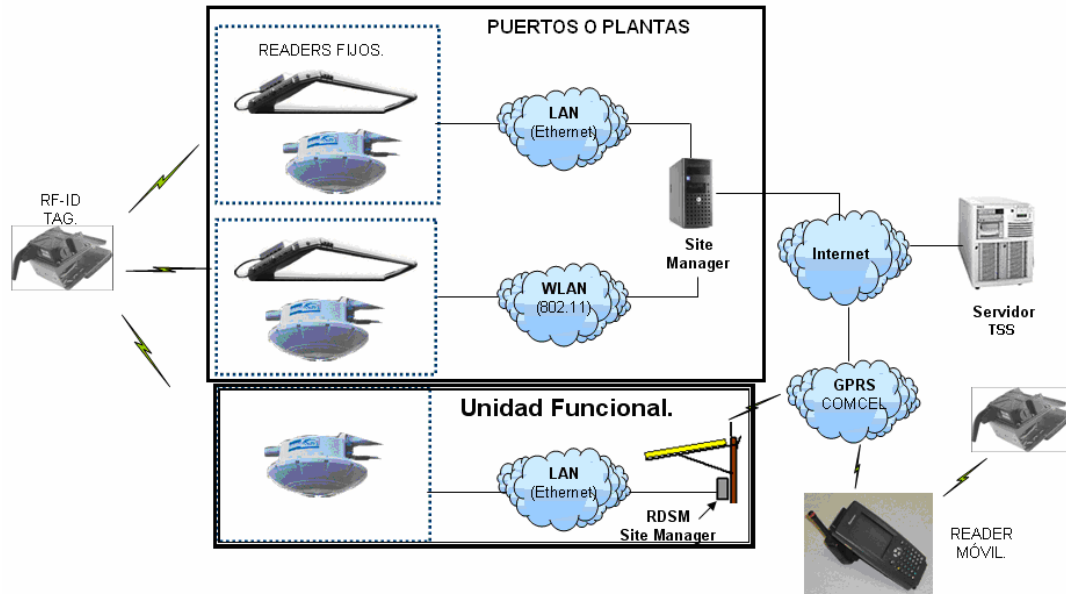 PUERTOS O PLANTAS
READERS FIJOS.
LAN
(Ethernet)
RF-ID
TAG.
Site
Manager
Internet
WLAN
(802.11)
Servidor
TSS
GPRS
COMCEL
Unidad Funcional.
LAN
(Ethernet)
RDSM
Site Manager
READER
MÓVIL.